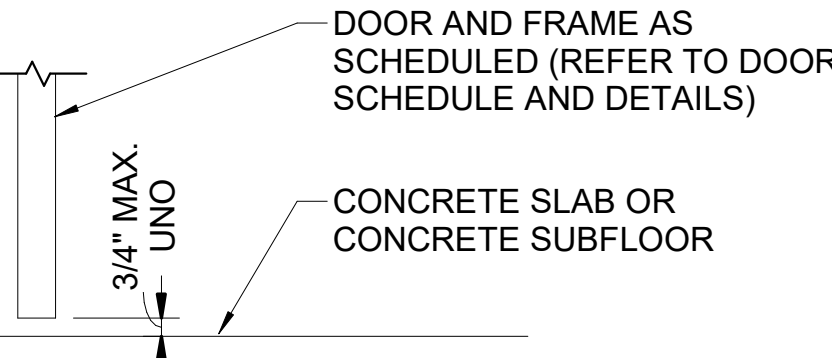 DOOR AND FRAME AS
SCHEDULED (REFER TO DOOR
SCHEDULE AND DETAILS)
3/4" MAX.
UNO
CONCRETE SLAB OR
CONCRETE SUBFLOOR